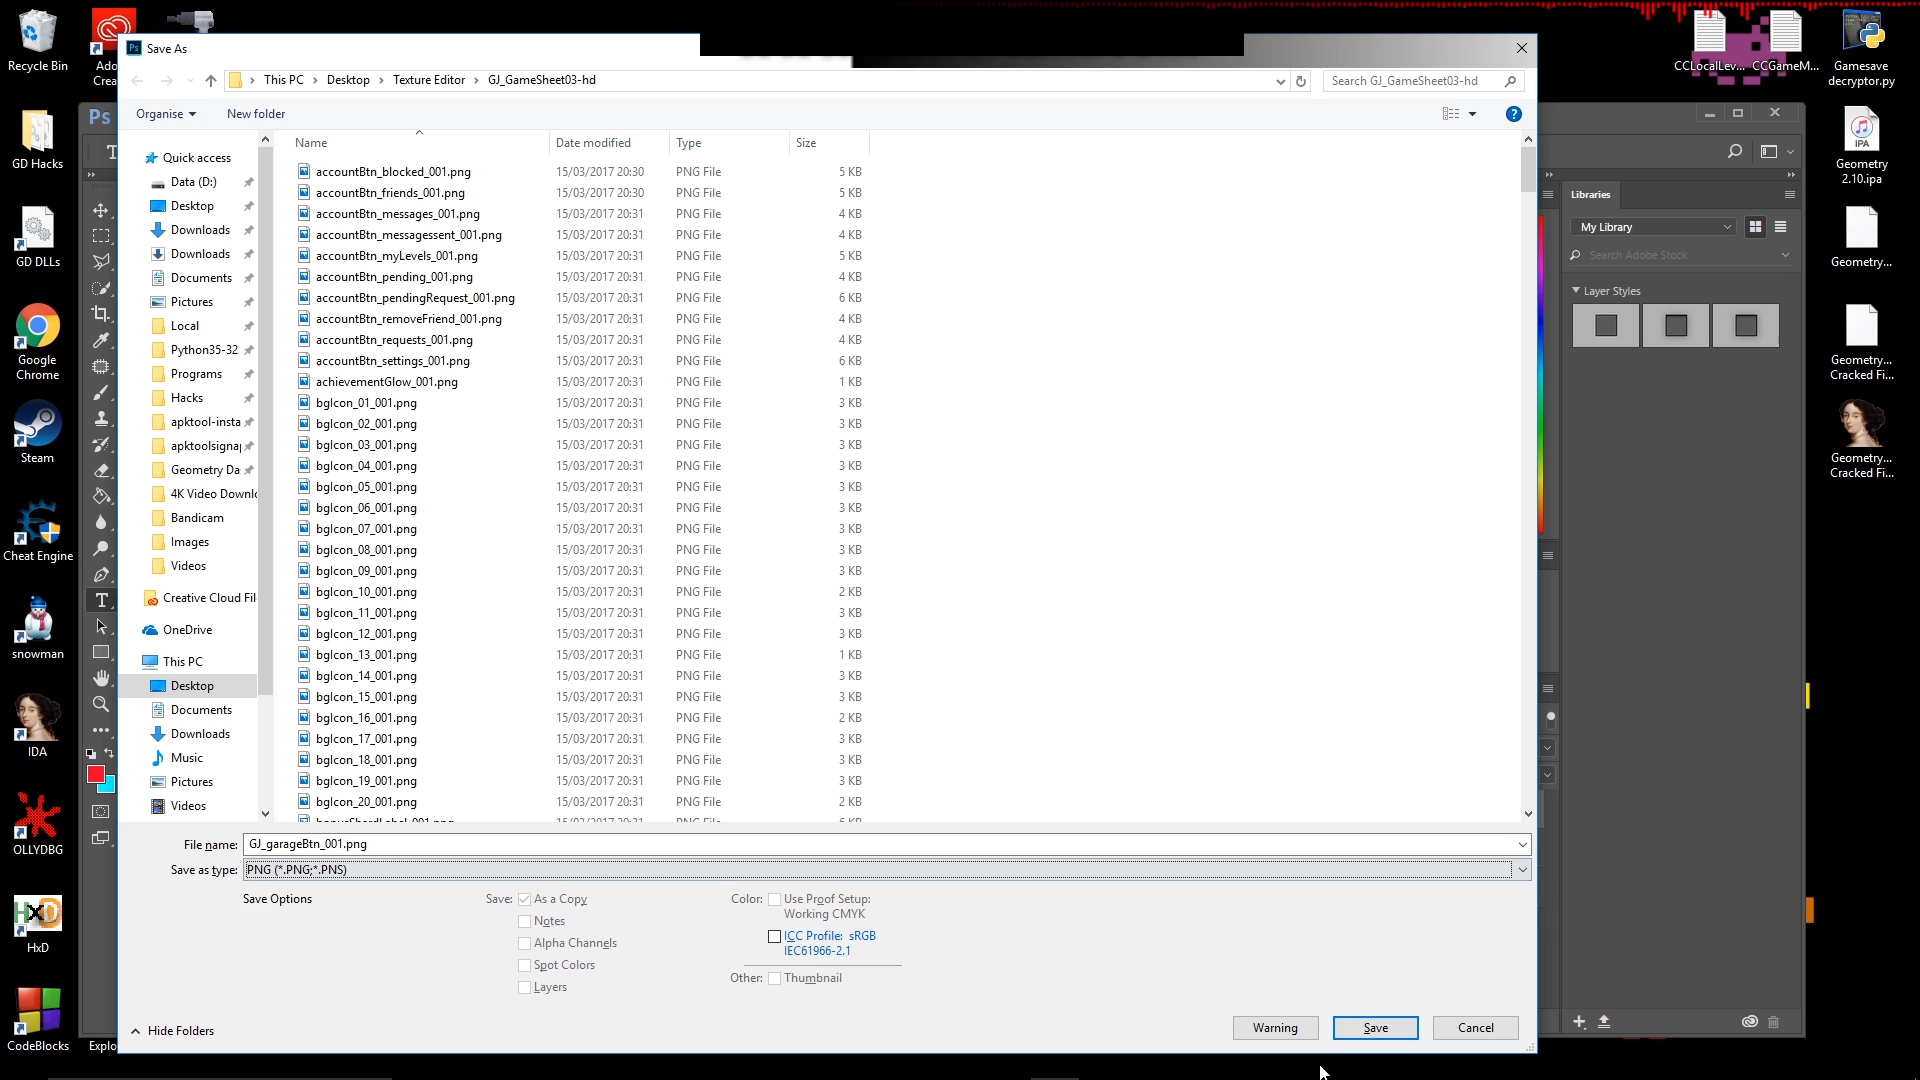 Recycle Bin
Ado
Crea
GD Hacks
GD DLLs
Google
Chrome
Steam
Cheat Engine
snowman
IDA
OLLYDBG
HxD
CodeBlocks
Explo
Ps
Save As
This PC > Desktop > Texture Editor > GJ_GameSheet03-hd
Search GJ_GameSheet03-hd
Organise
New folder
Quick access
Data (D:)
Desktop
Downloads
Downloads
Documents
Pictures
Local
Python35-32
Programs
Hacks
apktool-insta
apktoolsigna
Geometry Da
4K Video Downlo
Bandicam
Images
Videos
Creative Cloud Fil
OneDrive
This PC
Desktop
Documents
Downloads
Music
Pictures
Videos
Name Date modified Type Size
accountBtn_blocked_001.png 15/03/2017 20:30 PNG File 5 KB
accountBtn_friends_001.png 15/03/2017 20:30 PNG File 5 KB
accountBtn_messages_001.png 15/03/2017 20:31 PNG File 4 KB
accountBtn_messagessent_001.png 15/03/2017 20:31 PNG File 4 KB
accountBtn_myLevels_001.png 15/03/2017 20:31 PNG File 5 KB
accountBtn_pending_001.png 15/03/2017 20:31 PNG File 4 KB
accountBtn_pendingRequest_001.png 15/03/2017 20:31 PNG File 6 KB
accountBtn_removeFriend_001.png 15/03/2017 20:31 PNG File 4 KB
accountBtn_requests_001.png 15/03/2017 20:31 PNG File 4 KB
accountBtn_settings_001.png 15/03/2017 20:31 PNG File 6 KB
achievementGlow_001.png 15/03/2017 20:31 PNG File 1 KB
bgIcon_01_001.png 15/03/2017 20:31 PNG File 3 KB
bgIcon_02_001.png 15/03/2017 20:31 PNG File 3 KB
bgIcon_03_001.png 15/03/2017 20:31 PNG File 3 KB
bgIcon_04_001.png 15/03/2017 20:31 PNG File 3 KB
bgIcon_05_001.png 15/03/2017 20:31 PNG File 3 KB
bgIcon_06_001.png 15/03/2017 20:31 PNG File 3 KB
bgIcon_07_001.png 15/03/2017 20:31 PNG File 3 KB
bgIcon_08_001.png 15/03/2017 20:31 PNG File 3 KB
bgIcon_09_001.png 15/03/2017 20:31 PNG File 3 KB
bgIcon_10_001.png 15/03/2017 20:31 PNG File 2 KB
bgIcon_11_001.png 15/03/2017 20:31 PNG File 3 KB
bgIcon_12_001.png 15/03/2017 20:31 PNG File 3 KB
bgIcon_13_001.png 15/03/2017 20:31 PNG File 1 KB
bgIcon_14_001.png 15/03/2017 20:31 PNG File 3 KB
bgIcon_15_001.png 15/03/2017 20:31 PNG File 3 KB
bgIcon_16_001.png 15/03/2017 20:31 PNG File 2 KB
bgIcon_17_001.png 15/03/2017 20:31 PNG File 3 KB
bgIcon_18_001.png 15/03/2017 20:31 PNG File 3 KB
bgIcon_19_001.png 15/03/2017 20:31 PNG File 3 KB
bgIcon_20_001.png 15/03/2017 20:31 PNG File 2 KB
File name: GJ_garageBtn_001.png
Save as type: PNG (*.PNG;*.PNS)
Save Options
Save: As a Copy
Notes
Alpha Channels
Spot Colors
Layers
Color: Use Proof Setup:
Working CMYK
ICC Profile: sRGB
IEC61966-2.1
Other: Thumbnail
Hide Folders
Warning
Save
Cancel
Libraries
My Library
Search Adobe Stock
Layer Styles
CCLocalLev...
CCGameM...
Gamesave
decryptor.py
IPA
Geometry
2.10.ipa
Geometry...
Geometry...
Cracked Fi...
Geometry...
Cracked Fi...